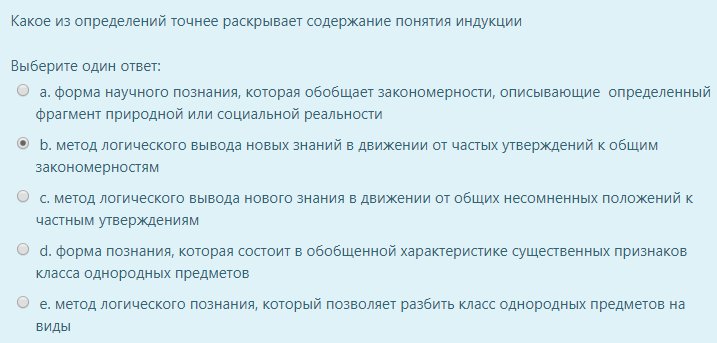 Какое из определений точнее раскрывает содержание понятия индукции
Выберите один ответ:
a. форма научного познания, которая обобщает закономерности, описывающие определенный
фрагмент природной или социальной реальности
b. метод логического вывода новых знаний в движении от частых утверждений к общим
закономерностям
c. метод логического вывода нового знания в движении от общих несомненных положений к
частным утверждениям
d. форма познания, которая состоит в обобщенной характеристике существенных признаков
класса однородных предметов
e. метод логического познания, который позволяет разбить класс однородных предметов на
виды